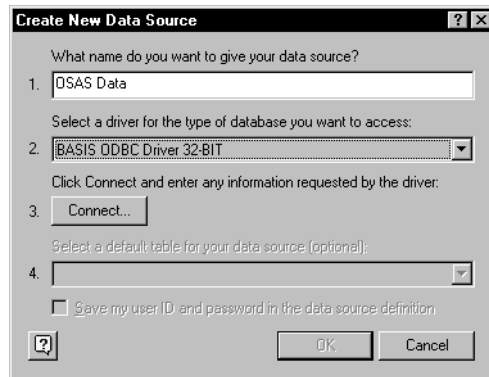 Create New Data Source
What name do you want to give your data source?
1. OSAS Data
Select a driver for the type of database you want to access:
2. BASIS ODBC Driver 32-BIT
Click Connect and enter any information requested by the driver:
3. Connect...
Select a default table for your data source (optional):
4.
Save my user ID and password in the data source definition
OK Cancel